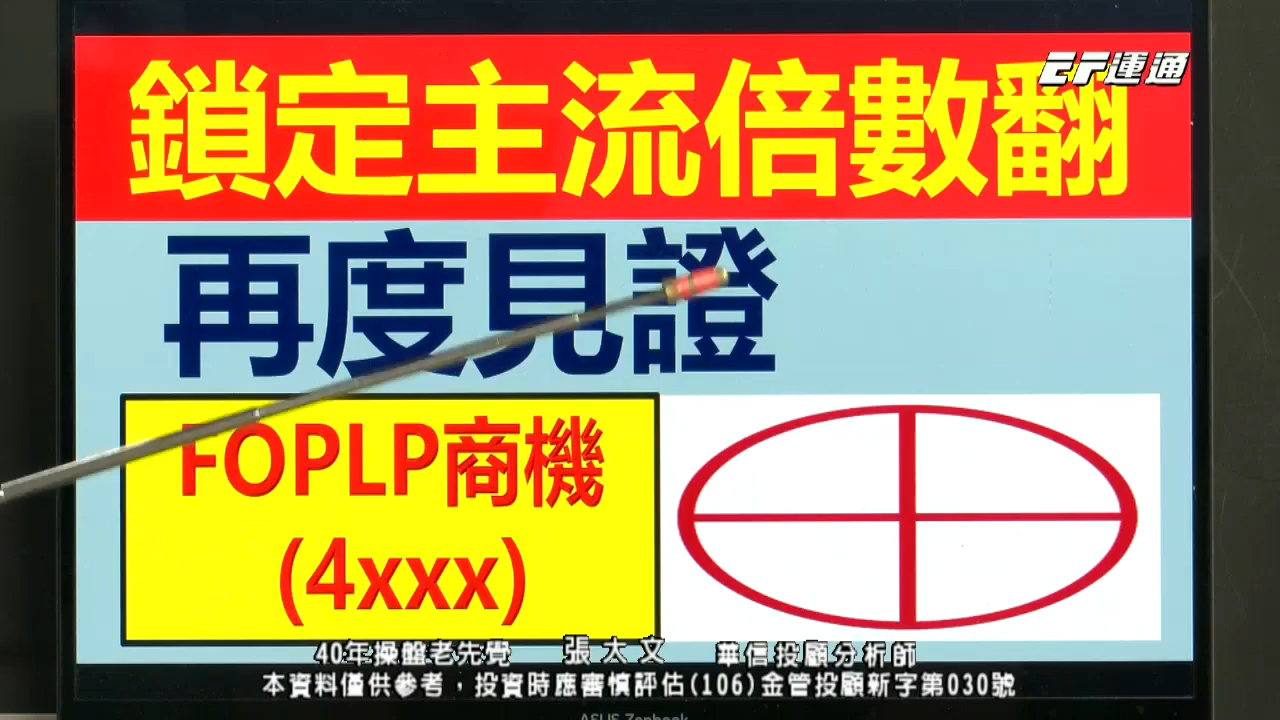 EF運通
鎖定主流倍數翻
再度見證
FOPLP商機
(4xxx)
40年操盤老先覺 張太文 華信投顧分析師
本資料僅供參考，投資時應審慎評估(106)金管投顧新字第030號
ASUS Zenbook